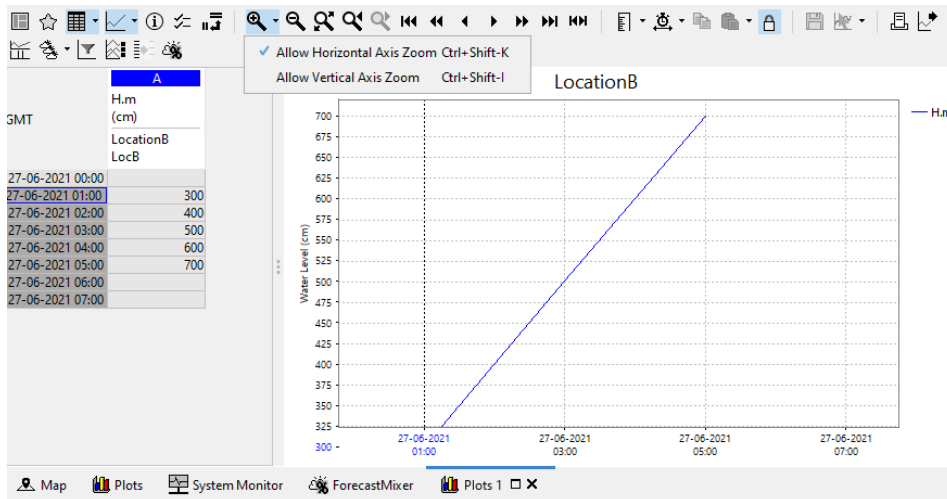 Allow Horizontal Axis Zoom Ctrl+Shift-K
Allow Vertical Axis Zoom Ctrl+Shift-I
A
GMT
H.m
(cm)
LocationB
LocB
27-06-2021 00:00
27-06-2021 01:00 300
27-06-2021 02:00 400
27-06-2021 03:00 500
27-06-2021 04:00 600
27-06-2021 05:00 700
27-06-2021 06:00
27-06-2021 07:00
LocationB
H.m
Water Level (cm)
700
675
650
625
600
575
550
525
500
475
450
425
400
375
350
325
300
27-06-2021 27-06-2021 27-06-2021 27-06-2021
01:00 03:00 05:00 07:00
Map Plots System Monitor ForecastMixer Plots 1